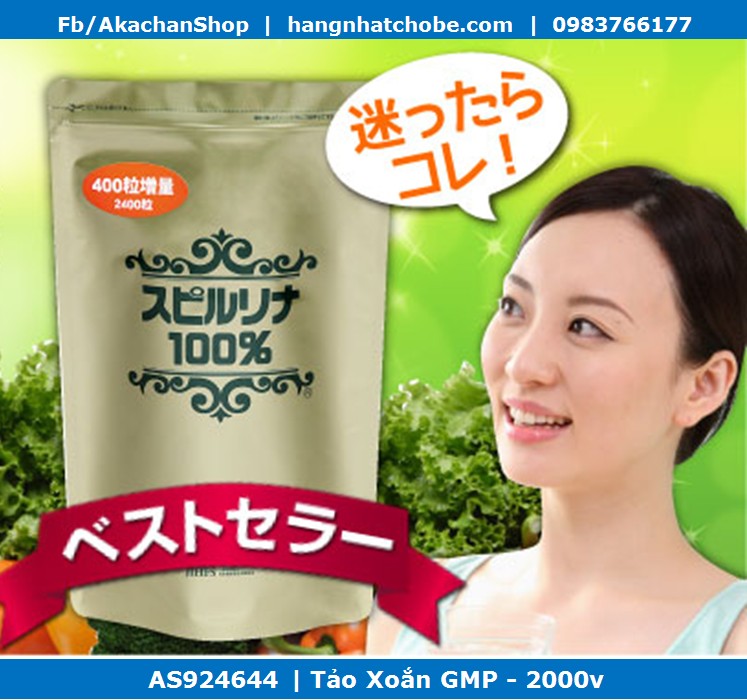 Fb/AkachanShop | hangnhatchobe.com | 0983766177
迷ったら
コレ!
400粒増量
2400粒
スピルリナ
100%
®
ベストセラー
AS924644 | Tảo Xoắn GMP - 2000v